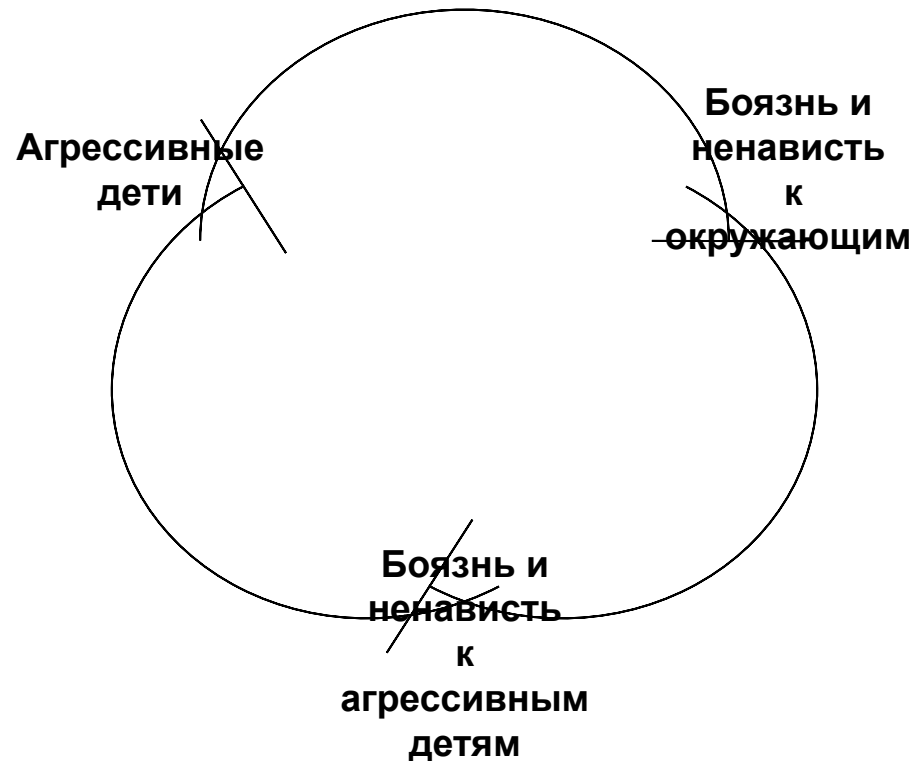 Агрессивные
дети
Боязнь и
ненависть
к
окружающим
Боязнь и
ненависть
к
агрессивным
детям